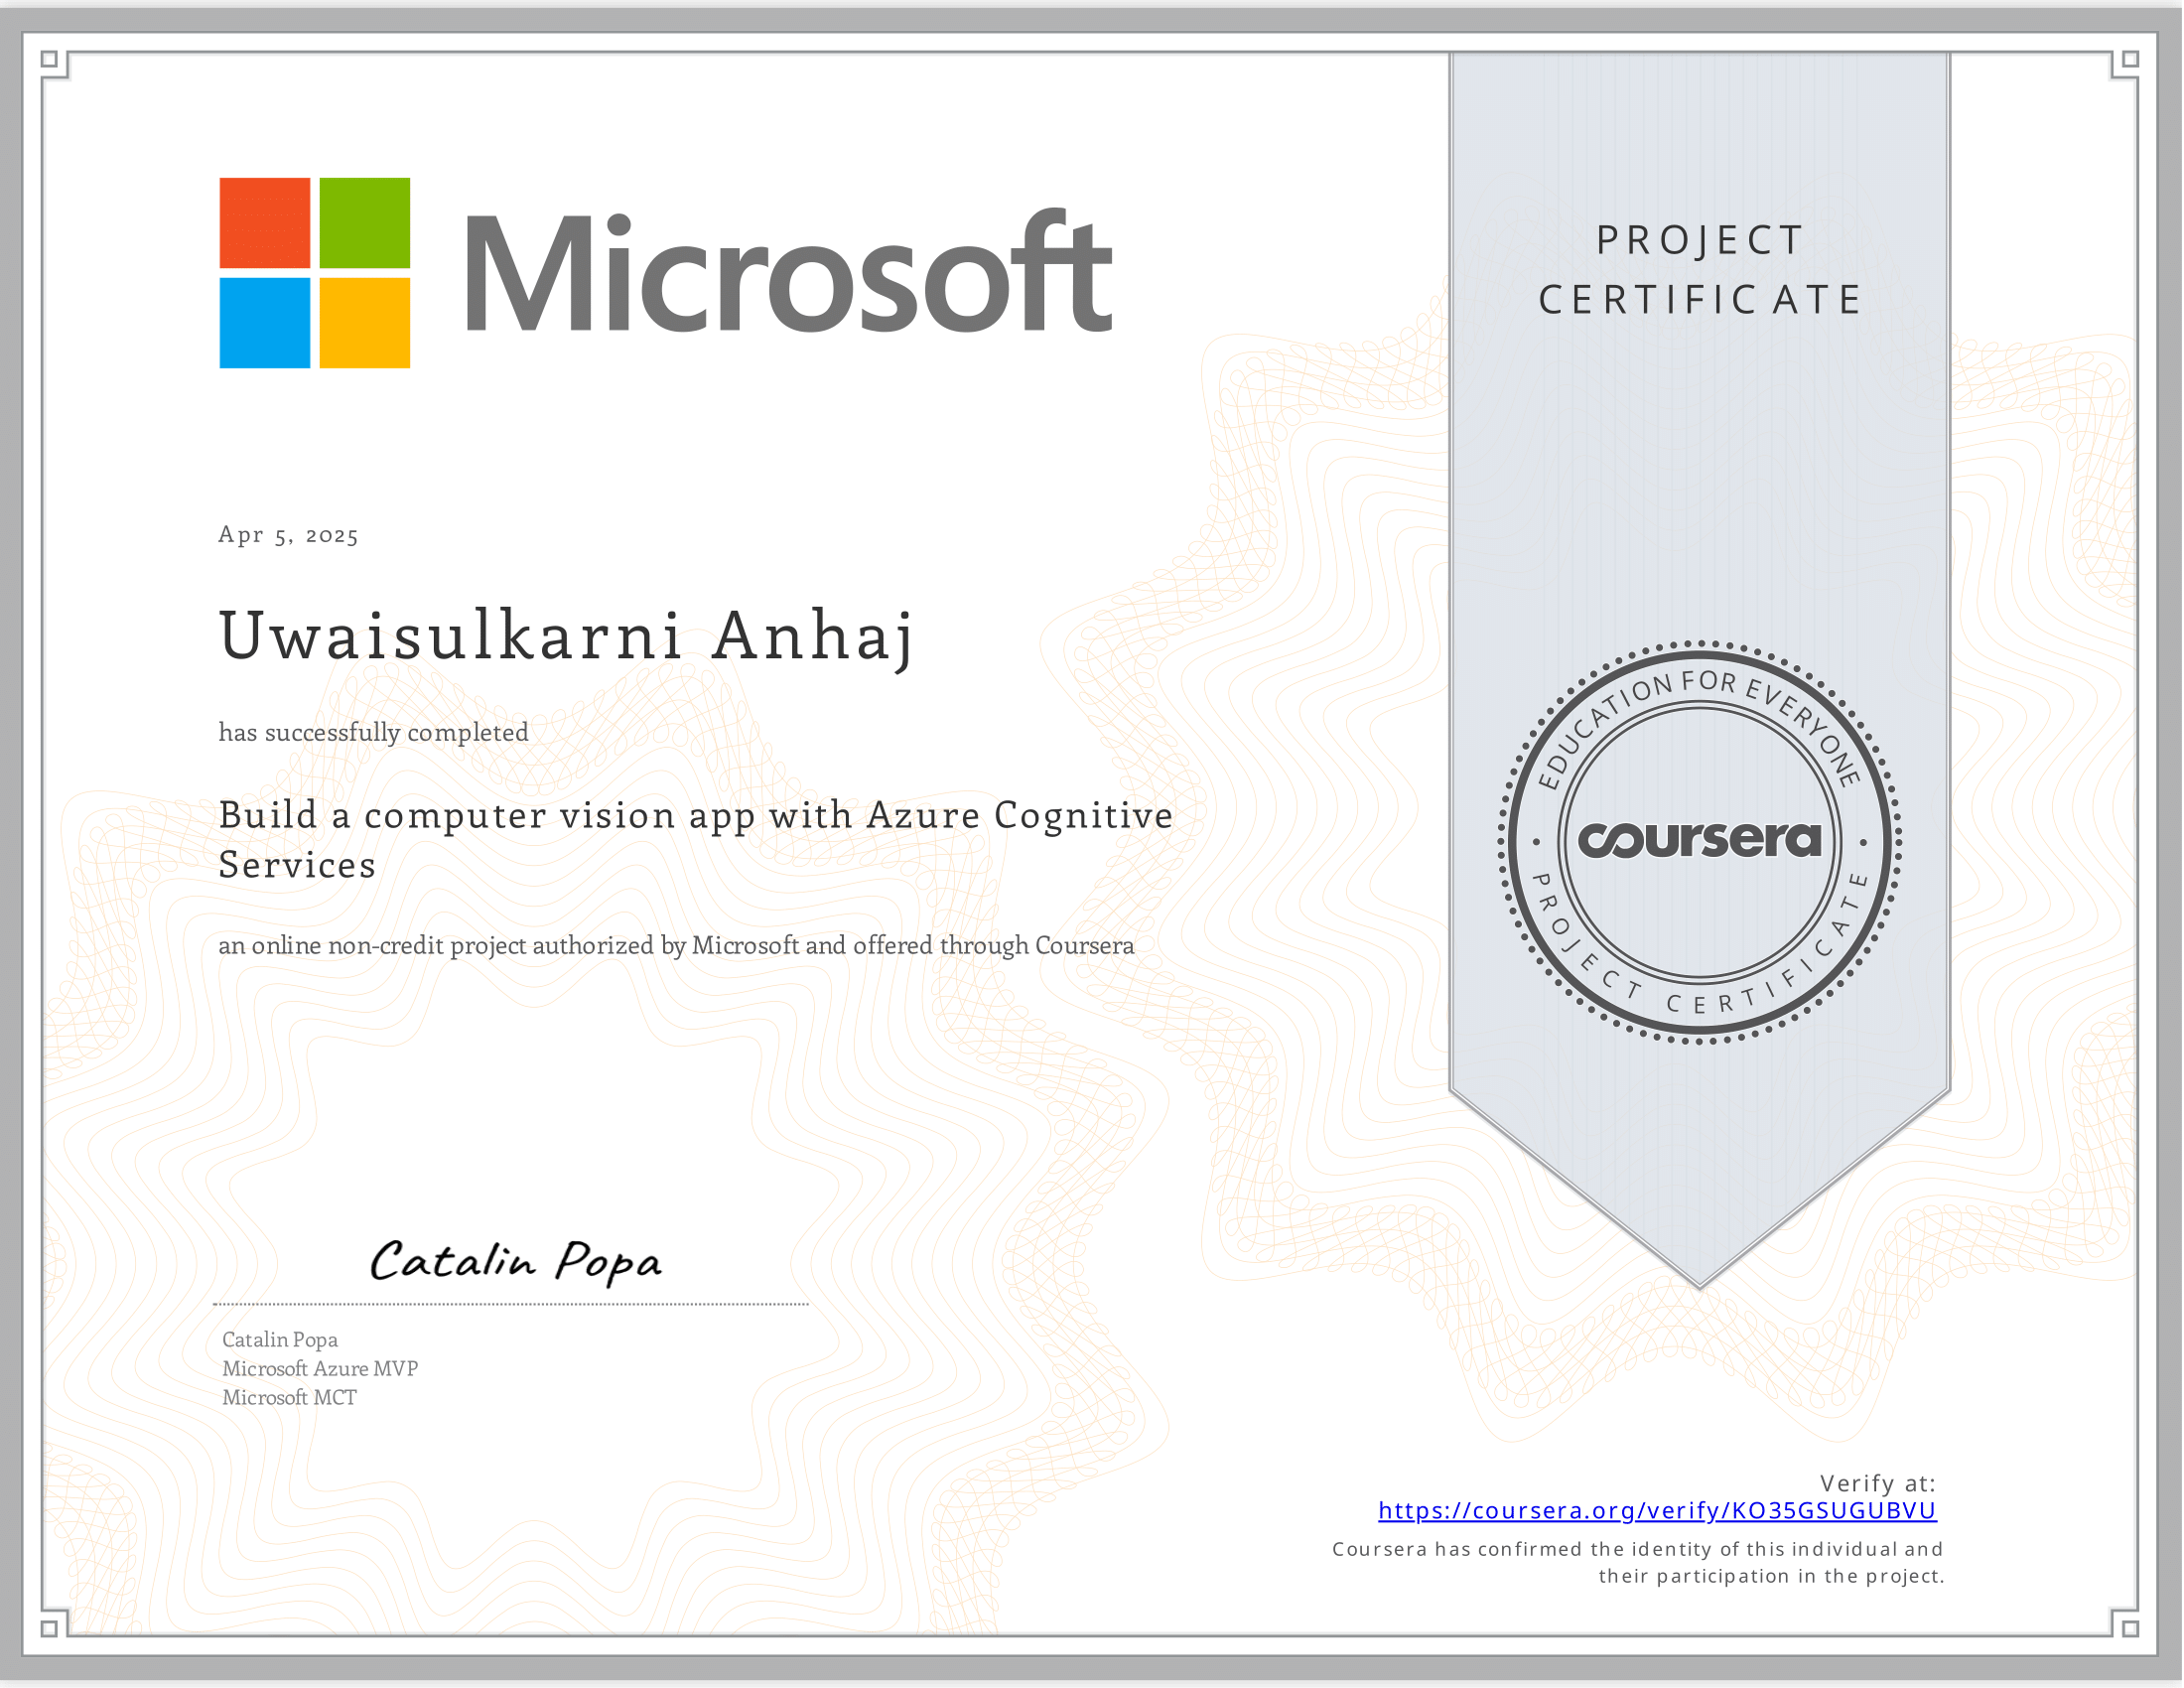 Microsoft
PROJECT
CERTIFICATE
Apr 5, 2025
Uwaisulkarni Anhaj
has successfully completed
Build a computer vision app with Azure Cognitive
Services
an online non-credit project authorized by Microsoft and offered through Coursera
EDUCATION FOR EVERYONE
coursera
PROJECT CERTIFICATE
Catalin Popa
Catalin Popa
Microsoft Azure MVP
Microsoft MCT
Verify at:
https://coursera.org/verify/KO35GSUGUBVU
Coursera has confirmed the identity of this individual and
their participation in the project.